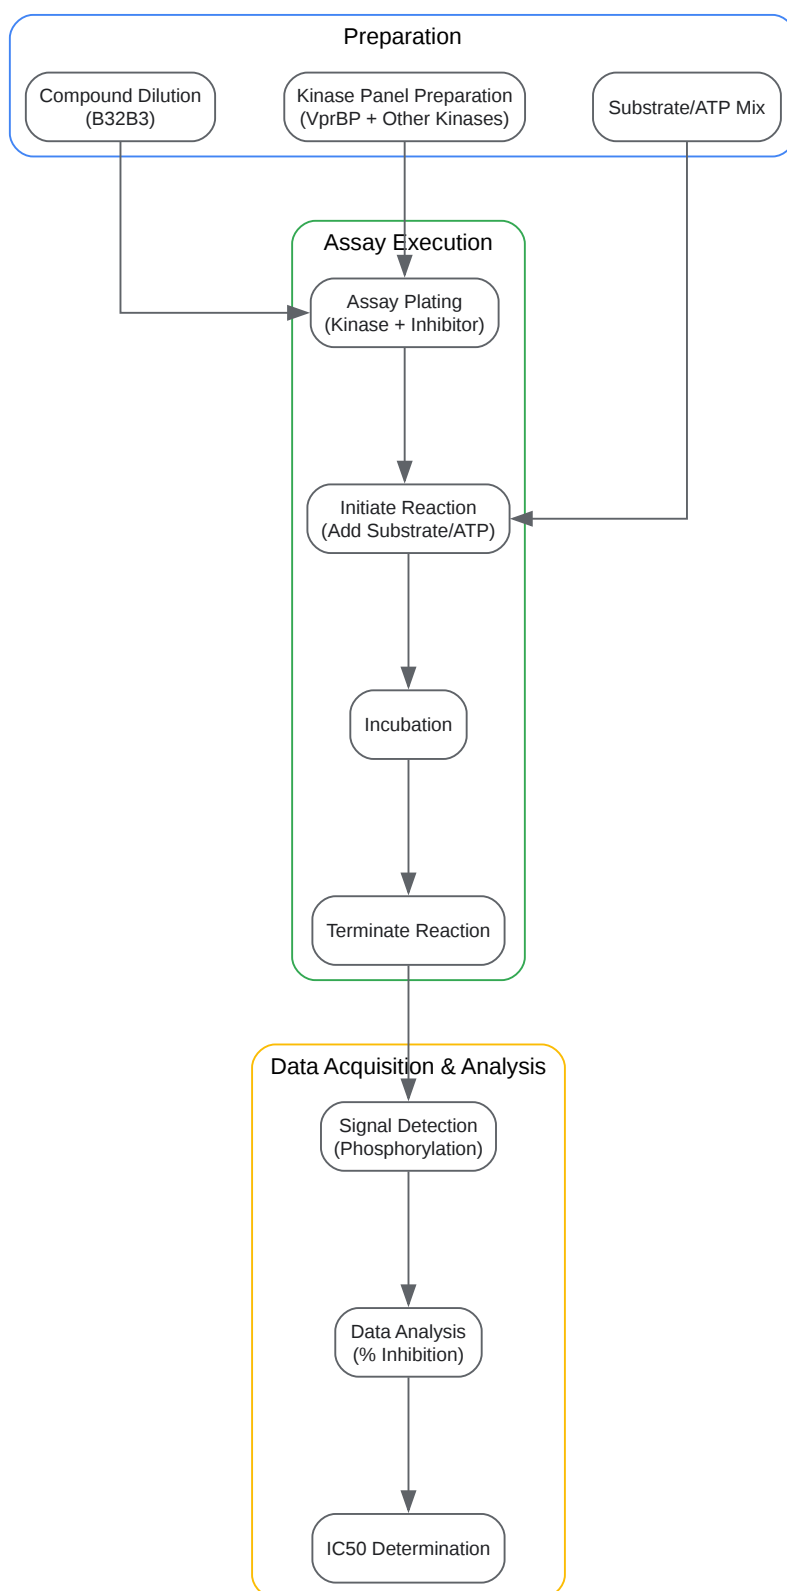 Preparation
Compound Dilution
(B32B3)
Kinase Panel Preparation
(VprBP + Other Kinases)
Substrate/ATP Mix
Assay Execution
Assay Plating
(Kinase + Inhibitor)
Initiate Reaction
(Add Substrate/ATP)
Incubation
Terminate Reaction
Data Acquisition & Analysis
Signal Detection
(Phosphorylation)
Data Analysis
(% Inhibition)
IC50 Determination